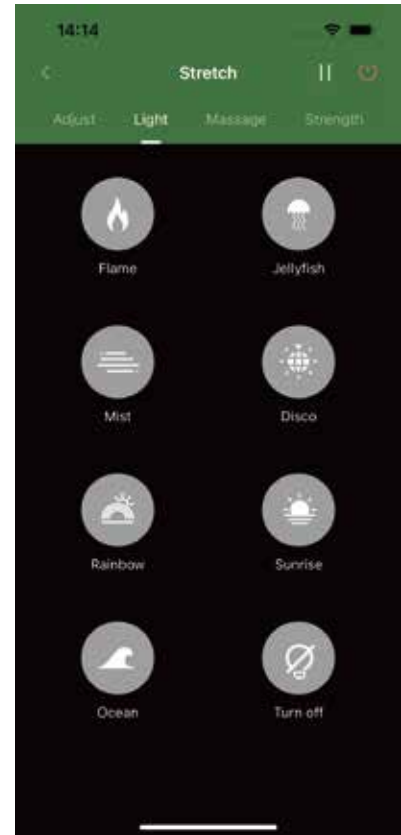 14:14
Stretch
Adjust Light Massage Strength
Flame Jellyfish
Mist Disco
Rainbow Sunrise
Ocean Turn off